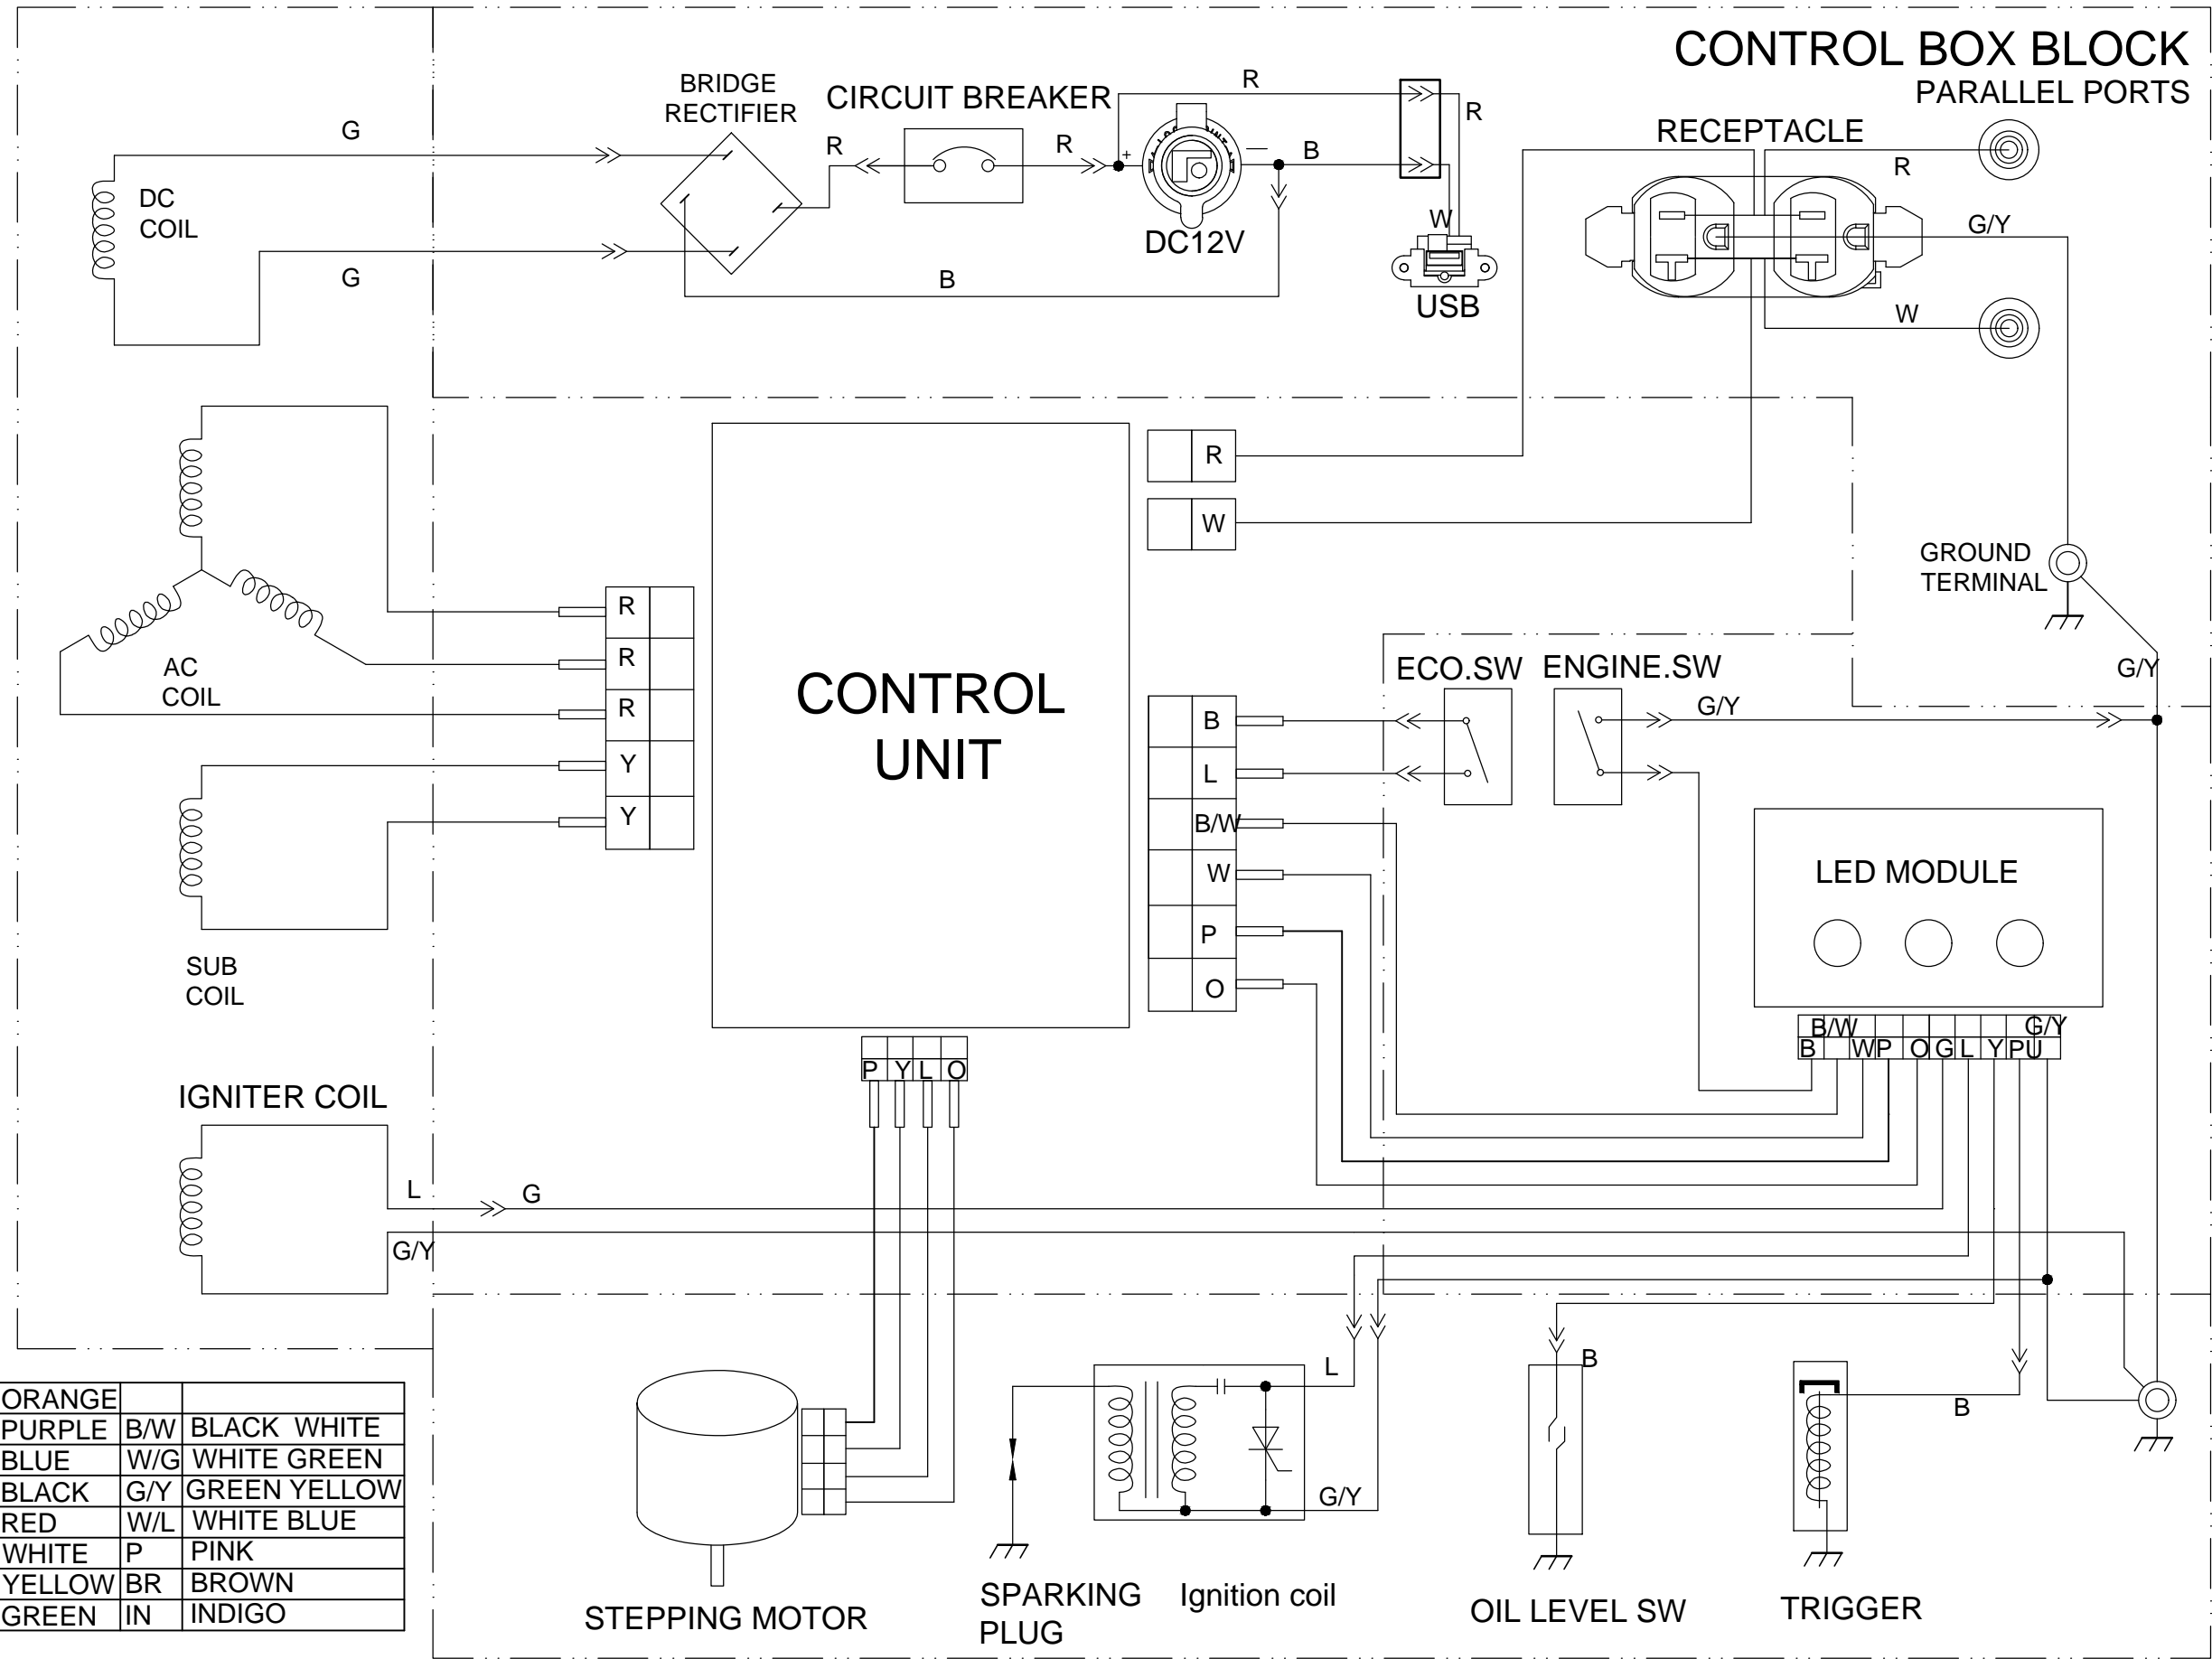 CONTROL BOX BLOCK
PARALLEL PORTS
BRIDGE
RECTIFIER
CIRCUIT BREAKER
R
R
RECEPTACLE
G
R
R
+
—
B
R
DC
COIL
W
G/Y
DC12V
G
B
USB
W
R
W
GROUND
TERMINAL
R
R
R
Y
Y
AC
COIL
CONTROL
UNIT
ECO.SW
ENGINE.SW
G/Y
G/Y
B
L
B/W
W
P
O
LED MODULE
SUB
COIL
B/W
G/Y
B
W
P
O
G
L
Y
PU
P
Y
L
O
IGNITER COIL
L
G
G/Y
L
B
B
G/Y
ORANGE
PURPLE B/W BLACK WHITE
BLUE W/G WHITE GREEN
BLACK G/Y GREEN YELLOW
RED W/L WHITE BLUE
WHITE P PINK
YELLOW BR BROWN
GREEN IN INDIGO
STEPPING MOTOR
SPARKING
PLUG
Ignition coil
OIL LEVEL SW
TRIGGER